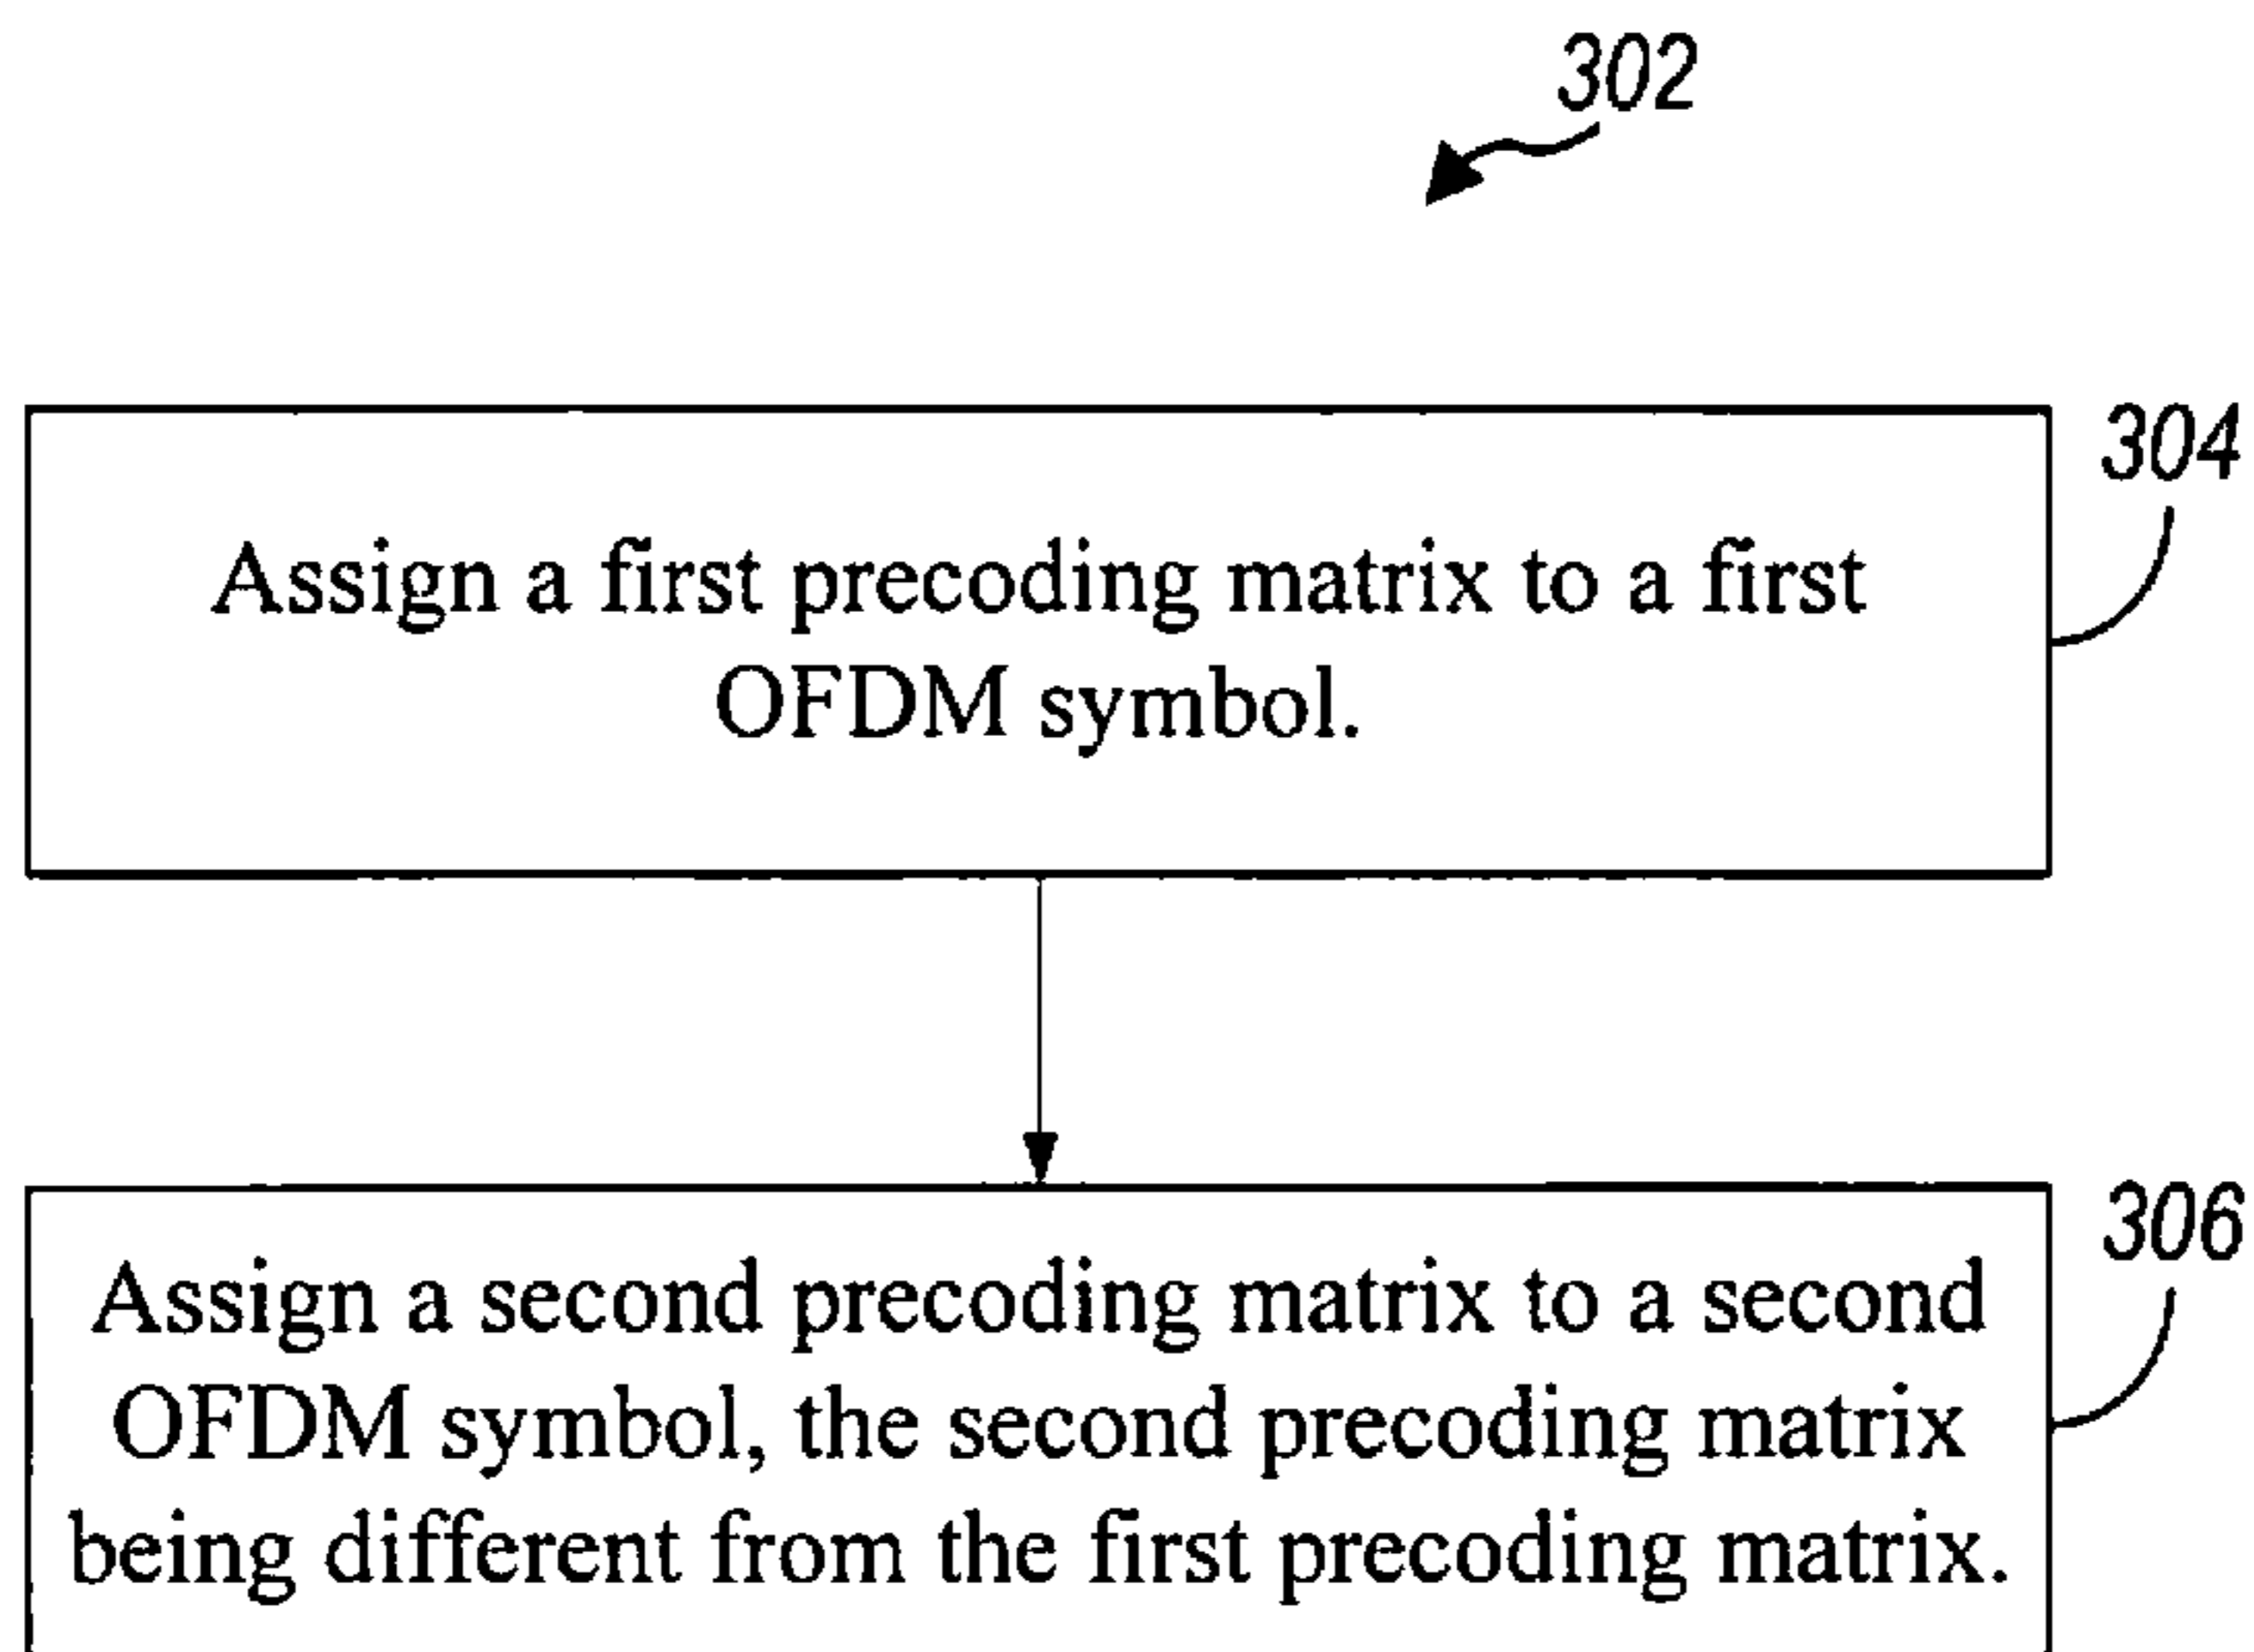 302
304
Assign a first precoding matrix to a first
OFDM symbol.
306
Assign a second precoding matrix to a second
OFDM symbol, the second precoding matrix
being different from the first precoding matrix.